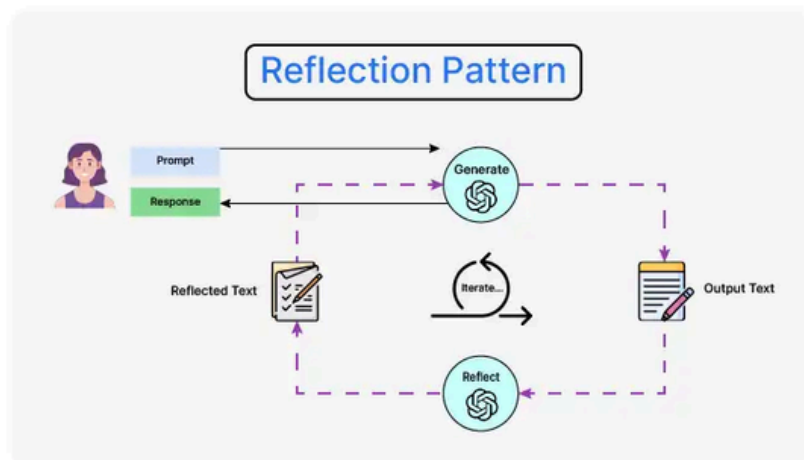 Reflection Pattern
Prompt
Generate
Response
Reflected Text
Iterate...
Output Text
Reflect